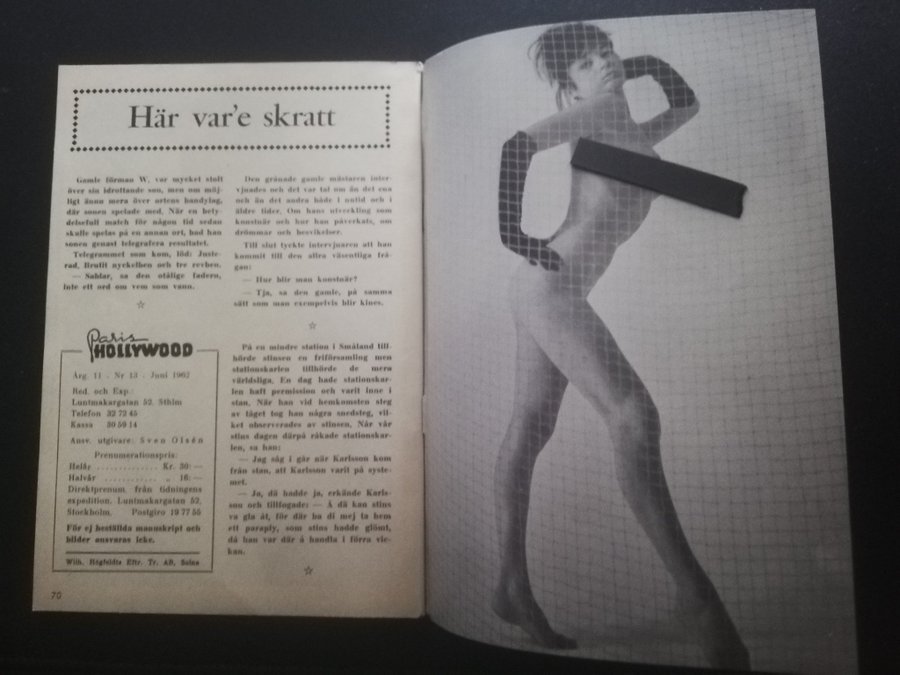 Här var'e skratt
Gamle förman W. var mycket stolt
över sin idrottande son, men om möj-
ligt ännu mera över ortens bandying,
där sonen spelade med. När en bety-
delsefull match för någon tid sedan
skulle spelas på en annan ort, bad han
sonen genast telegrafera resultatet.
Telegrammet som kom, löd: Juste-
rad. Brutit nyckelben och tre revben.
— Sablar, sa den otålige fadern,
inte ett ord om vem som vann.
Den grånade gamle mästaren inter-
vjuades och det var tal om än det ena
och än det andra både i nutid och i
äldre tider. Om hans utveckling som
konstnär och hur han påverkats, om
drömmar och besvikelser.
Till slut tyckte intervjuaren att han
kommit till den allra väsentliga frå-
gan:
— Hur blir man konstnär?
— Tja, sa den gamle, på samma
sätt som man exempelvis blir kines.
På en mindre station i Småland till-
hörde stinsen en friförsamling men
stationskarlen tillhörde de mera
världsliga. En dag hade stationskar-
len haft permission och varit inne i
stan. När han vid hemkomsten steg
av tåget tog han några snedsteg, vil-
ket observerades av stinsen. När vår
stins dagen därpå råkade stationskar-
len, sa han:
— Jag såg i går när Karlsson kom
från stan, att Karlsson varit på syste-
met.
— Ja, då hadde ja, erkände Karls-
son och tillfogade: — Å då kan stins
va gla åt, för där ha di mej ta hem
ett paraply, som stins hadde glömt,
då han var där å handla i förra vic-
kan.
Paris
HOLLYWOOD
Årg. 11 - Nr 13 - Juni 1962
Red. och Exp.:
Luntmakargatan 52, Sthlm
Telefon 32 72 45
Kassa 30 59 14
Ansv. utgivare: Sven Olsén
Prenumerationspris:
Helår .............. Kr. 30:—
Halvår ............ „ 16:—
Direktprenum. från tidningens
expedition, Luntmakargatan 52,
Stockholm. Postgiro 19 77 55
För ej beställda manuskript och
bilder ansvaras icke.
Wilh. Högfeldts Eftr. Tr. AB, Solna
70